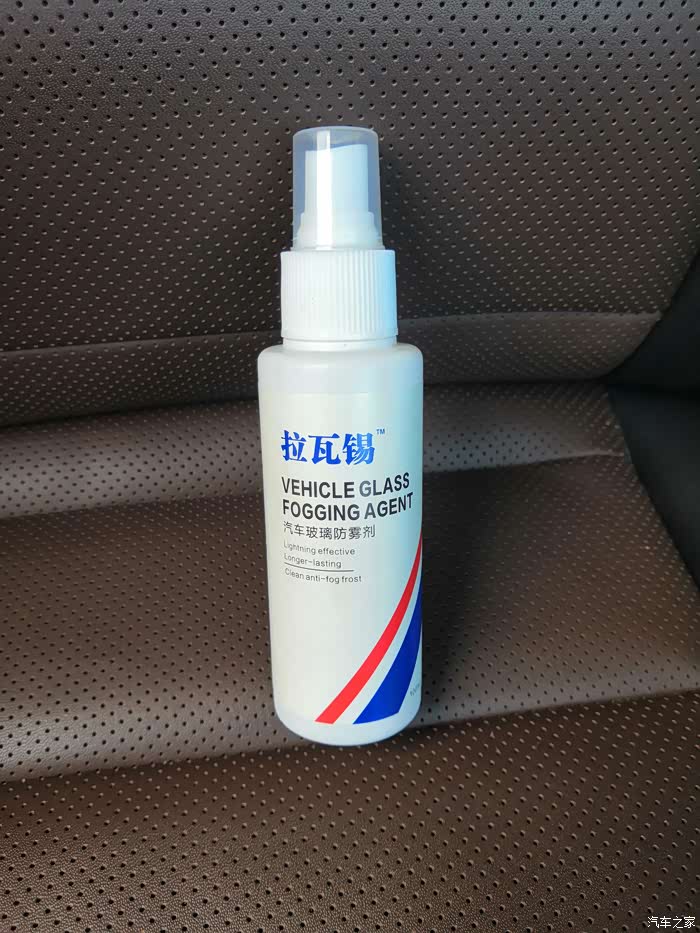 拉瓦锡™
VEHICLE GLASS
FOGGING AGENT
汽车玻璃防雾剂
Lightning effective
Longer-lasting
Clean anti-fog frost
汽车之家